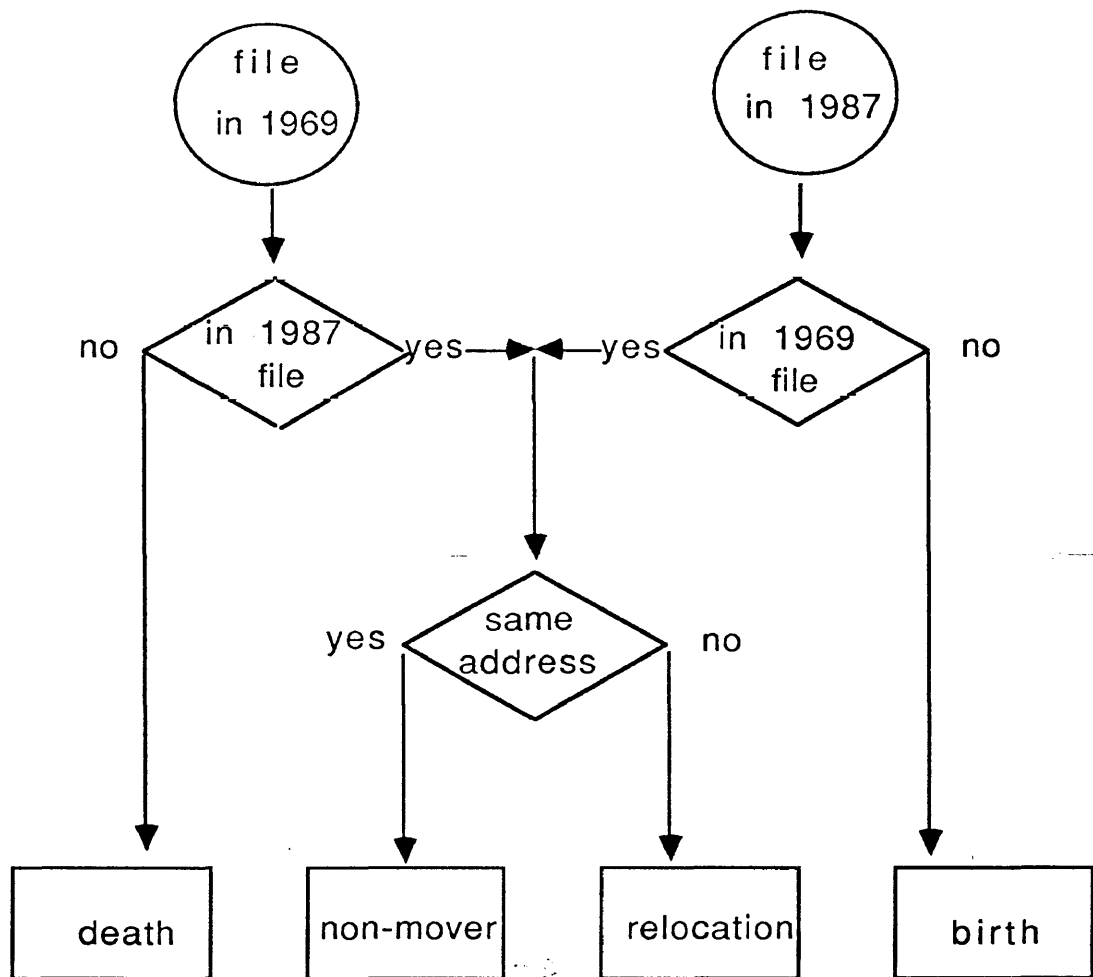 file
in 1969
file
in 1987
no
in 1987
file
yes
yes
in 1969
file
no
yes
same
address
no
death
non-mover
relocation
birth